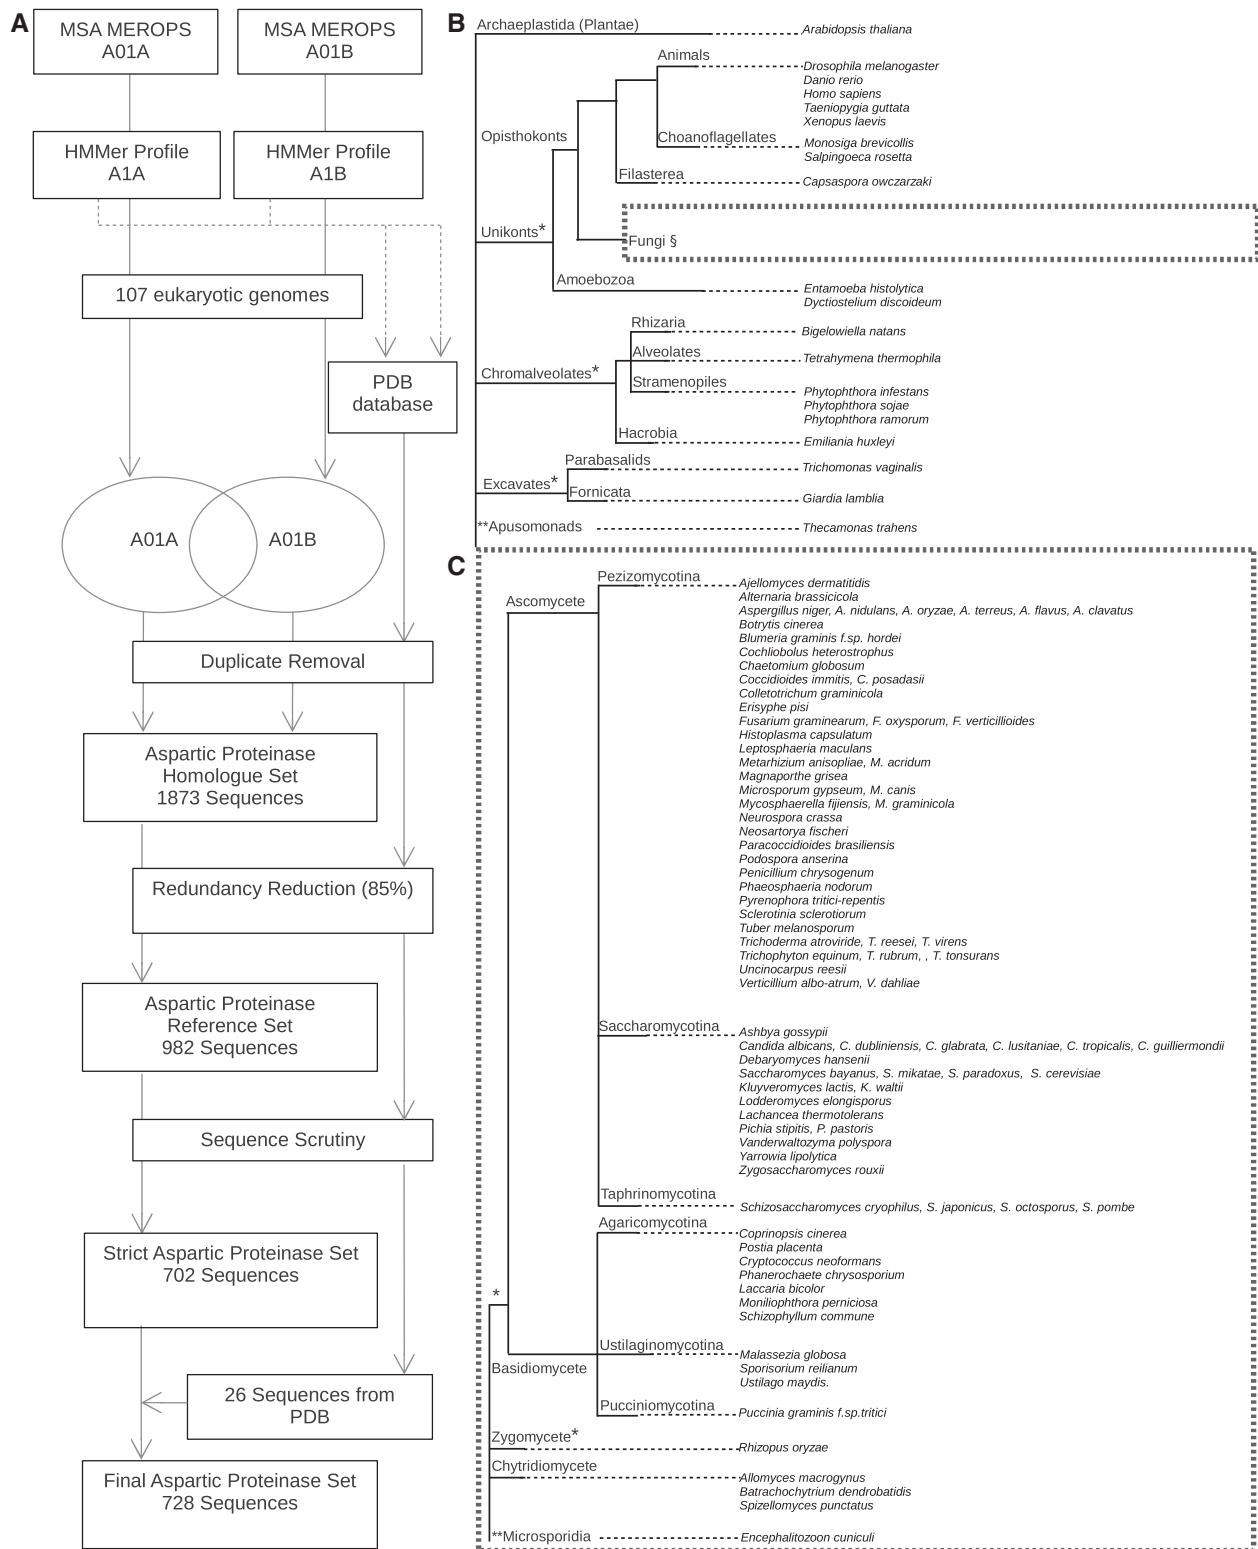 A
MSA MEROPS
A01A
MSA MEROPS
A01B
HMMer Profile
A1A
HMMer Profile
A1B
107 eukaryotic genomes
PDB
database
A01A
A01B
Duplicate Removal
Aspartic Proteinase
Homologue Set
1873 Sequences
Redundancy Reduction (85%)
Aspartic Proteinase
Reference Set
982 Sequences
Sequence Scrutiny
Strict Aspartic Proteinase Set
702 Sequences
26 Sequences from
PDB
Final Aspartic Proteinase Set
728 Sequences
B
Archaeplastida (Plantae)
Arabidopsis thaliana
Animals
Drosophila melanogaster
Danio rerio
Homo sapiens
Taeniopygia guttata
Xenopus laevis
Opisthokonts
Choanoflagellates
Monosiga brevicollis
Salpingoeca rosetta
Filasterea
Capsaspora owczarzaki
Unikonts*
Fungi §
Amoebozoa
Entamoeba histolytica
Dyctiostelium discoideum
Rhizaria
Bigelowiella natans
Alveolates
Tetrahymena thermophila
Chromalveolates*
Stramenopiles
Phytophthora infestans
Phytophthora sojae
Phytophthora ramorum
Hacrobia
Emiliania huxleyi
Parabasalids
Trichomonas vaginalis
Excavates*
Fornicata
Giardia lamblia
**Apusomonads
Thecamonas trahens
C
Pezizomycotina
Ascomycete
Ajellomyces dermatitidis
Alternaria brassicicola
Aspergillus niger, A. nidulans, A. oryzae, A. terreus, A. flavus, A. clavatus
Botrytis cinerea
Blumeria graminis f.sp. hordei
Cochliobolus heterostrophus
Chaetomium globosum
Coccidioides immitis, C. posadasii
Colletotrichum graminicola
Erisyphe pisi
Fusarium graminearum, F. oxysporum, F. verticillioides
Histoplasma capsulatum
Leptosphaeria maculans
Metarhizium anisopliae, M. acridum
Magnaporthe grisea
Microsporum gypseum, M. canis
Mycosphaerella fijiensis, M. graminicola
Neurospora crassa
Neosartorya fischeri
Paracoccidioides brasiliensis
Podospora anserina
Penicillium chrysogenum
Phaeosphaeria nodorum
Pyrenophora tritici-repentis
Sclerotinia sclerotiorum
Tuber melanosporum
Trichoderma atroviride, T. reesei, T. virens
Trichophyton equinum, T. rubrum, , T. tonsurans
Uncinocarpus reesii
Verticillium albo-atrum, V. dahliae
Saccharomycotina
Ashbya gossypii
Candida albicans, C. dubliniensis, C. glabrata, C. lusitaniae, C. tropicalis, C. guilliermondii
Debaryomyces hansenii
Saccharomyces bayanus, S. mikatae, S. paradoxus, S. cerevisiae
Kluyveromyces lactis, K. waltii
Lodderomyces elongisporus
Lachancea thermotolerans
Pichia stipitis, P. pastoris
Vanderwaltozyma polyspora
Yarrowia lipolytica
Zygosaccharomyces rouxii
Taphrinomycotina
Schizosaccharomyces cryophilus, S. japonicus, S. octosporus, S. pombe
Agaricomycotina
Coprinopsis cinerea
Postia placenta
Cryptococcus neoformans
Phanerochaete chrysosporium
Laccaria bicolor
Moniliophthora perniciosa
Schizophyllum commune
*
Ustilaginomycotina
Basidiomycete
Malassezia globosa
Sporisorium reilianum
Ustilago maydis.
Pucciniomycotina
Puccinia graminis f.sp.tritici
Zygomycete*
Rhizopus oryzae
Chytridiomycete
Allomyces macrogynus
Batrachochytrium dendrobatidis
Spizellomyces punctatus
**Microsporidia
Encephalitozoon cuniculi